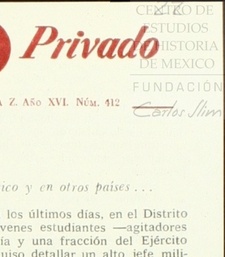 CENTRO DE
ESTUDIOS
DE HISTORIA
DE MEXICO
FUNDACIÓN
Carlos Slim
Privado
A Z. Año XVI. Núm. 412
ico y en otros países . . .
los últimos días, en el Distrito
venes estudiantes —agitadores
ía y una fracción del Ejército
uiso detallar un alto jefe mili-